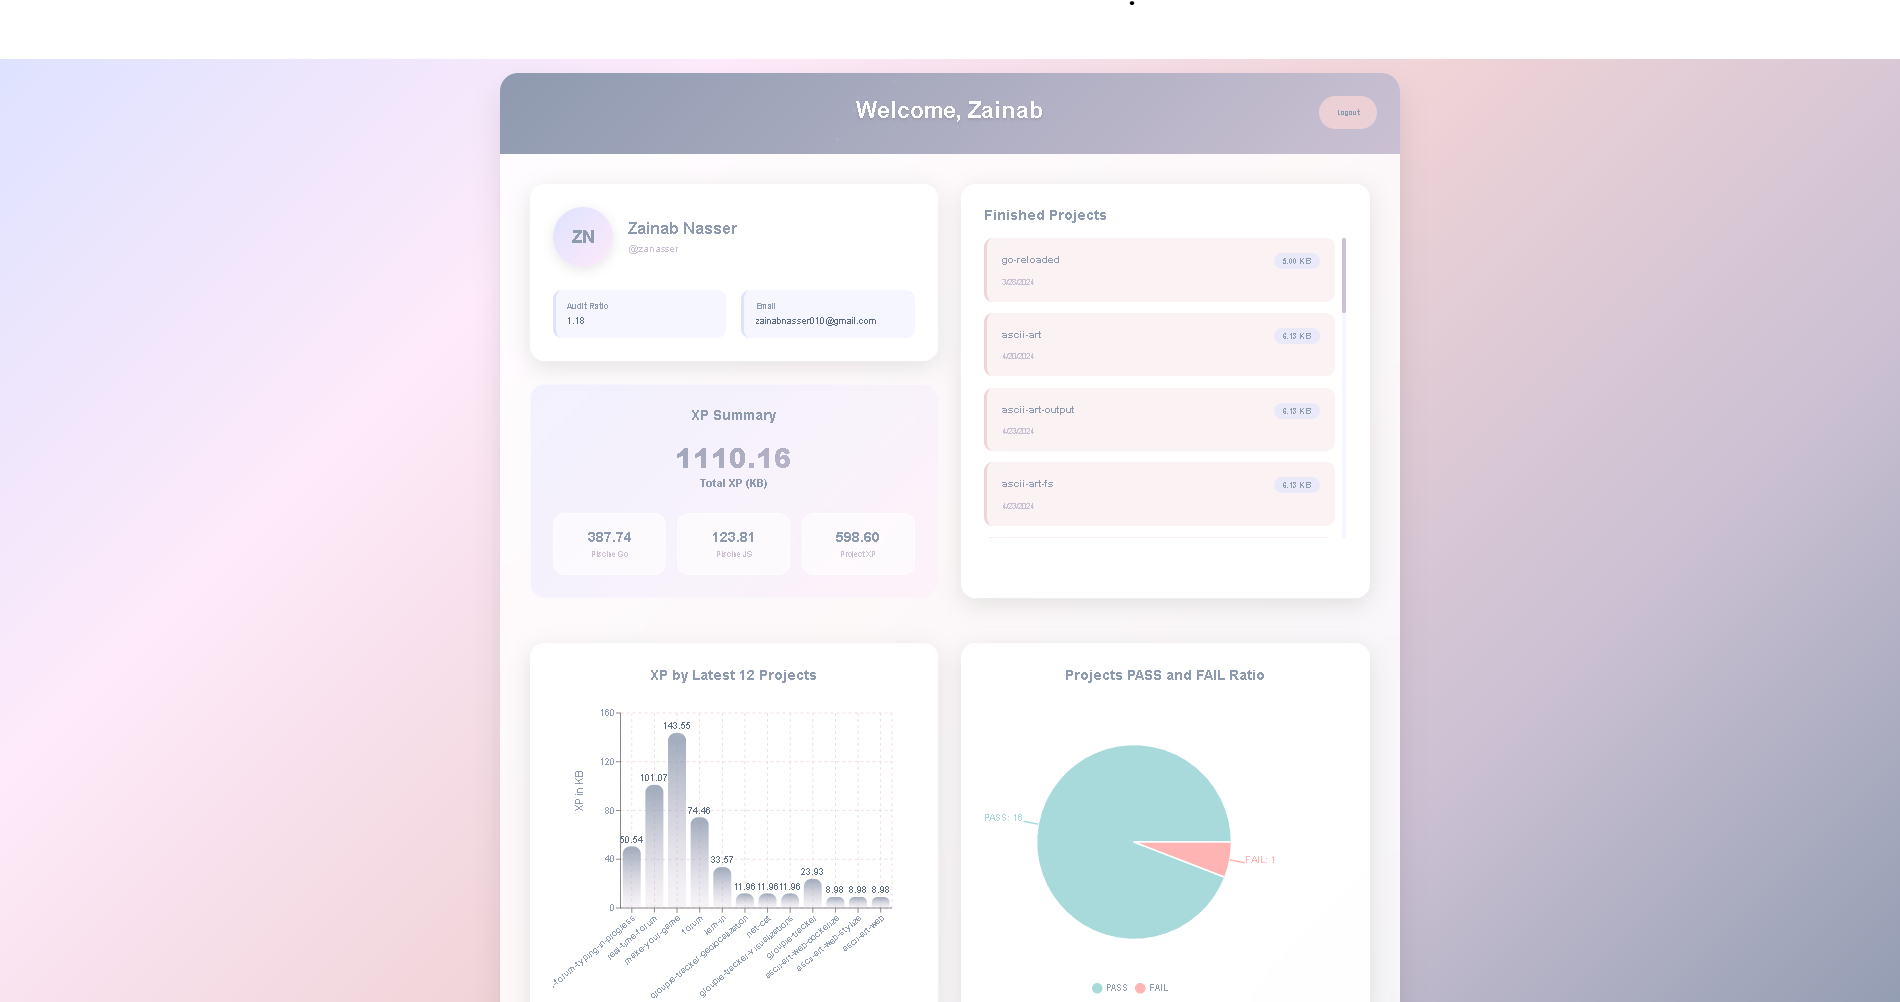 Welcome, Zainab
logout
ZN
Zainab Nasser
@zanasser
Audit Ratio
1.18
Email
zainabnasser010@gmail.com
Finished Projects
go-reloaded
5.00 KB
3/28/2024
ascii-art
6.13 KB
4/20/2024
ascii-art-output
6.13 KB
4/23/2024
ascii-art-fs
6.13 KB
4/23/2024
XP Summary
1110.16
Total XP (KB)
387.74
Piscine Go
123.81
Piscine JS
598.60
Project XP
XP by Latest 12 Projects
XP in KB
160
120
80
40
0
50.54
101.07
143.55
74.46
33.57
11.96
11.96
11.96
23.93
8.98
8.98
8.98
-forum-typing-in-progress
real-time-forum
make-your-game
forum
lem-in
groupie-tracker-geolocalization
net-cat
groupie-tracker-visualizations
groupie-tracker
ascii-art-web-dockerize
ascii-art-web-stylize
ascii-art-web
Projects PASS and FAIL Ratio
PASS: 16
FAIL: 1
PASS
FAIL